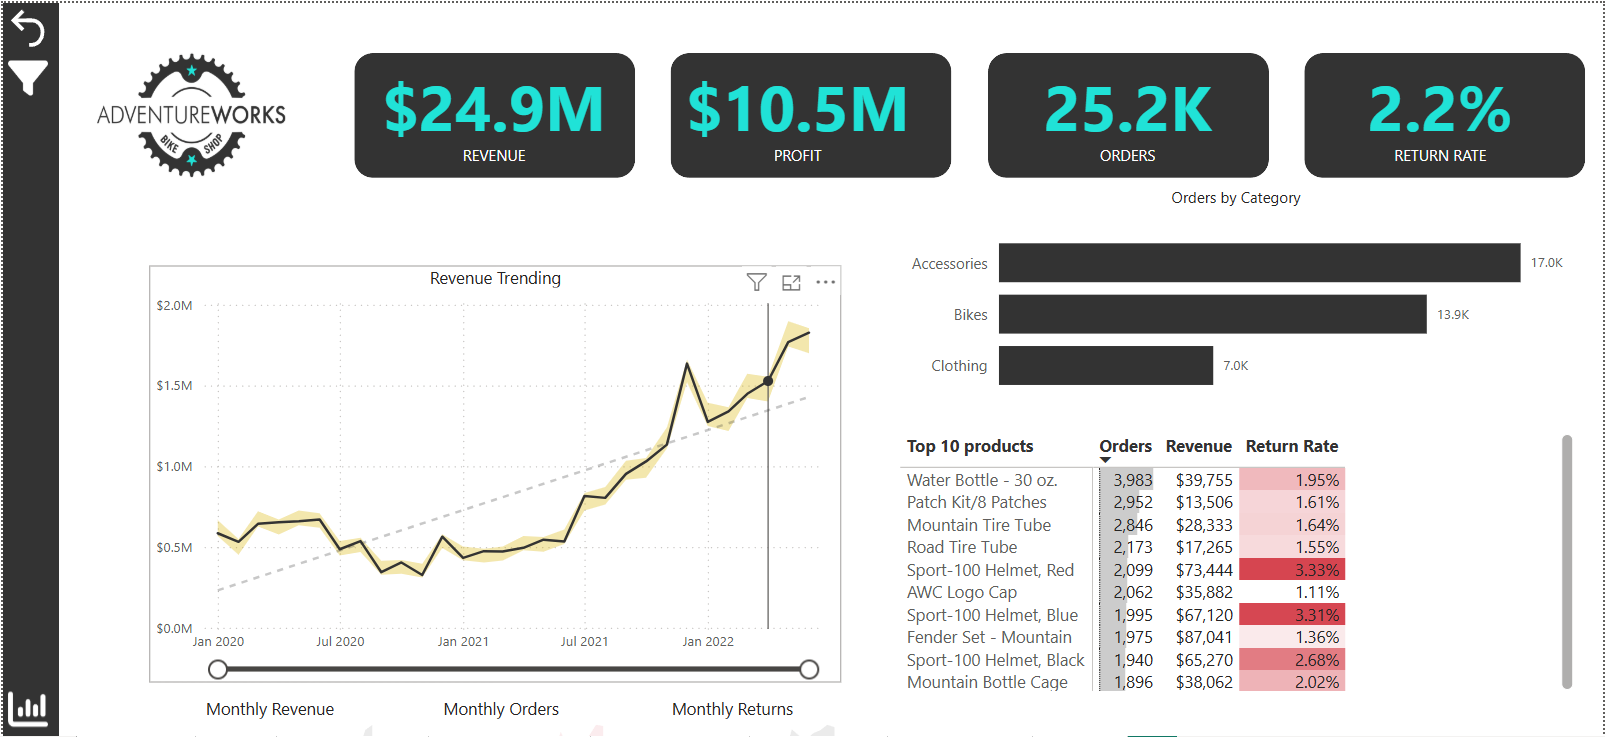 ADVENTUREWORKS
BIKE SHOP
$24.9M
REVENUE
$10.5M
PROFIT
25.2K
ORDERS
2.2%
RETURN RATE
Orders by Category
Accessories 17.0K
Bikes 13.9K
Clothing 7.0K
Revenue Trending
$2.0M
$1.5M
$1.0M
$0.5M
$0.0M
Jan 2020 Jul 2020 Jan 2021 Jul 2021 Jan 2022
Top 10 products Orders Revenue Return Rate
Water Bottle - 30 oz. 3,983 $39,755 1.95%
Patch Kit/8 Patches 2,952 $13,506 1.61%
Mountain Tire Tube 2,846 $28,333 1.64%
Road Tire Tube 2,173 $17,265 1.55%
Sport-100 Helmet, Red 2,099 $73,444 3.33%
AWC Logo Cap 2,062 $35,882 1.11%
Sport-100 Helmet, Blue 1,995 $67,120 3.31%
Fender Set - Mountain 1,975 $87,041 1.36%
Sport-100 Helmet, Black 1,940 $65,270 2.68%
Mountain Bottle Cage 1,896 $38,062 2.02%
Monthly Revenue Monthly Orders Monthly Returns